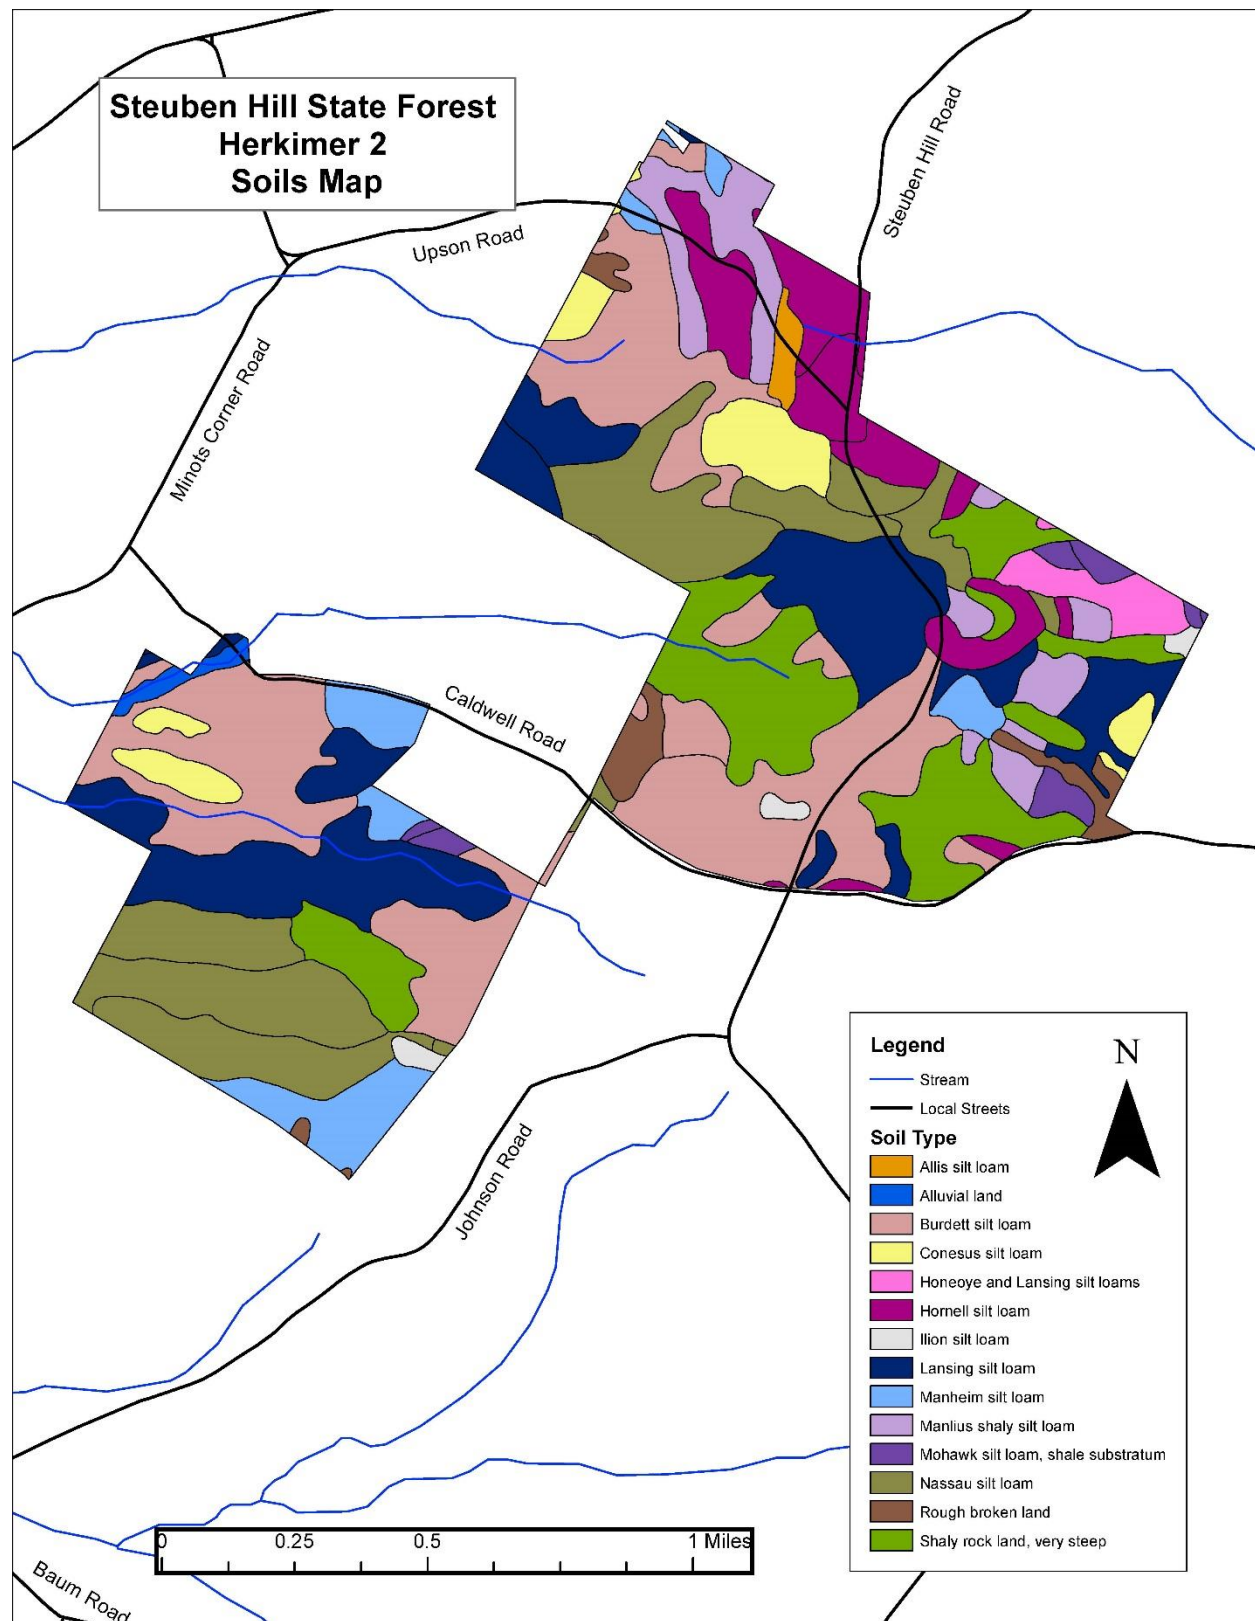 Steuben Hill State Forest
Herkimer 2
Soils Map
Steuben Hill Road
Upson Road
Minots Corner Road
Caldwell Road
Johnson Road
Baum Road
Legend
N
Stream
Local Streets
Soil Type
Allis silt loam
Alluvial land
Burdett silt loam
Conesus silt loam
Honeoye and Lansing silt loams
Hornell silt loam
Ilion silt loam
Lansing silt loam
Manheim silt loam
Manlius shaly silt loam
Mohawk silt loam, shale substratum
Nassau silt loam
Rough broken land
Shaly rock land, very steep
0 0.25 0.5 1 Miles